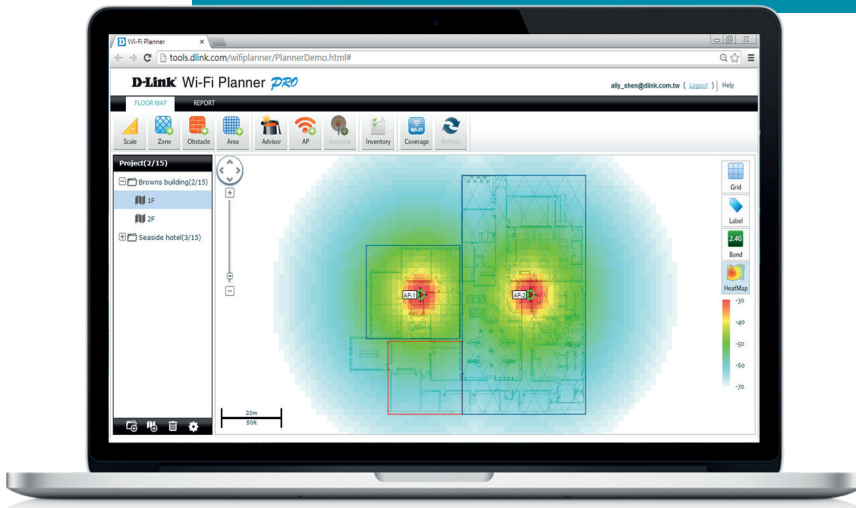 Wi-Fi Planner
tools.dlink.com/wifiplanner/PlannerDemo.html#
D-Link Wi-Fi Planner PRO
ally_shen@dlink.com.tw ( Logout ) | Help
FLOOR MAP REPORT
Scale Zone Obstacle Area Advisor AP Antenna Inventory Coverage Refresh
Project(2/15)
Browns building(2/15)
1F
2F
Seaside hotel(3/15)
AP-1
AP-2
Grid
Label
2.4G
Band
HeatMap
-30
-40
-50
-60
-70
20m
50ft